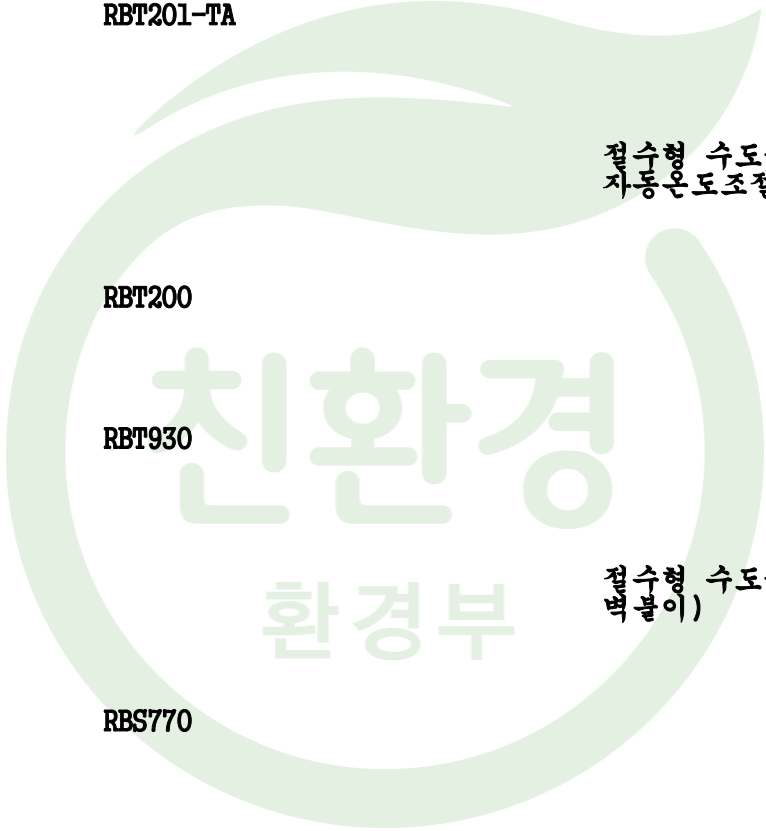 RBT201-TA
절수형 수도
자동온도조절
RBT200
친환경
RBT930
절수형 수도
환경부
벽붙이)
RBS770